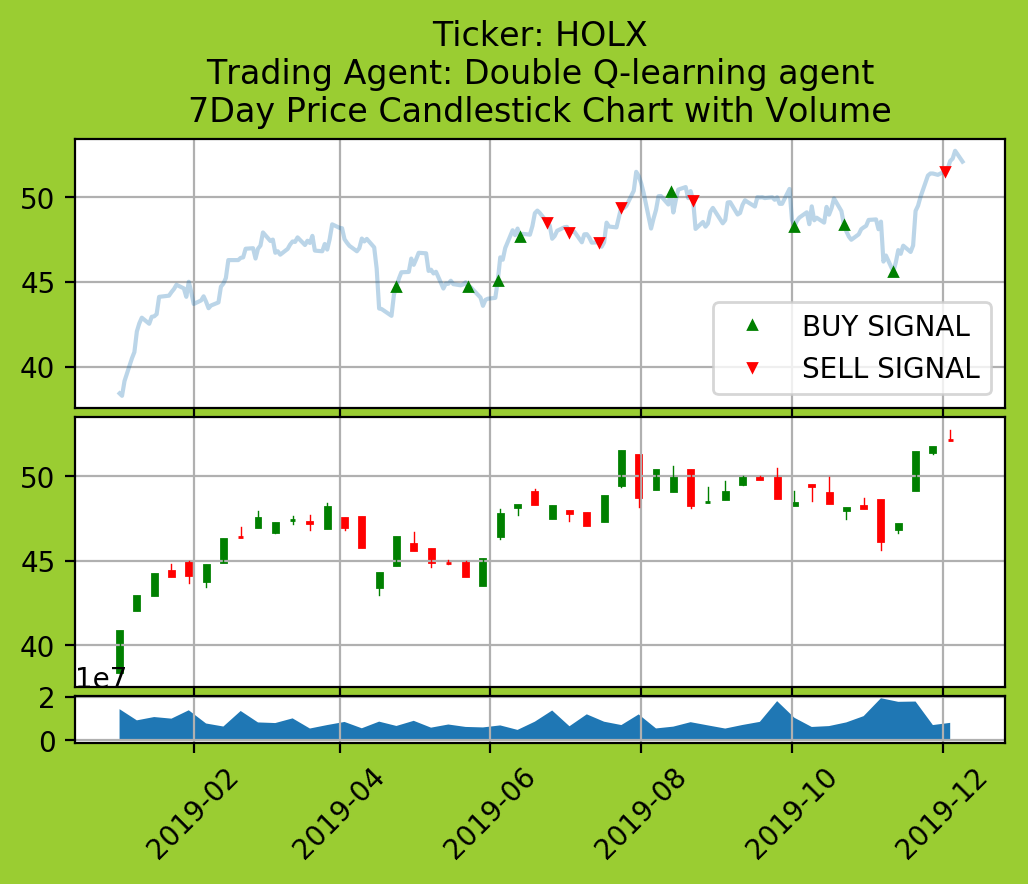 Ticker: HOLX
Trading Agent: Double Q-learning agent
7Day Price Candlestick Chart with Volume
50
45
40
BUY SIGNAL
SELL SIGNAL
50
45
40
1e7
2
0
2019-02
2019-04
2019-06
2019-08
2019-10
2019-12